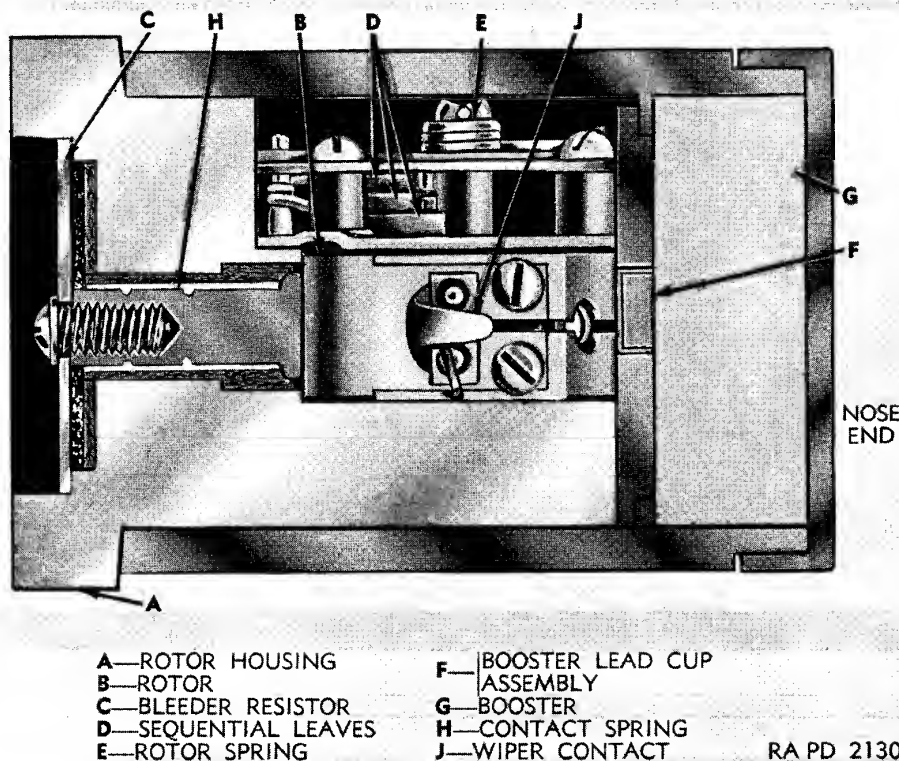 C H B D E J
G
F
NOSE
END
A
A—ROTOR HOUSING
B—ROTOR
C—BLEEDER RESISTOR
D—SEQUENTIAL LEAVES
E—ROTOR SPRING
F—BOOSTER LEAD CUP
ASSEMBLY
G—BOOSTER
H—CONTACT SPRING
J—WIPER CONTACT
RA PD 2130